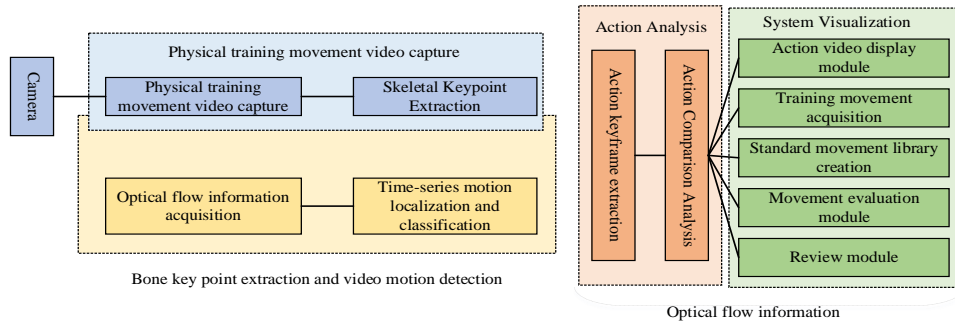 Camera
Physical training movement video capture
Physical training
movement video capture
Skeletal Keypoint
Extraction
Optical flow information
acquisition
Time-series motion
localization and
classification
Bone key point extraction and video motion detection
Action Analysis
Action keyframe extraction
Action Comparison Analysis
System Visualization
Action video display
module
Training movement
acquisition
Standard movement library
creation
Movement evaluation
module
Review module
Optical flow information